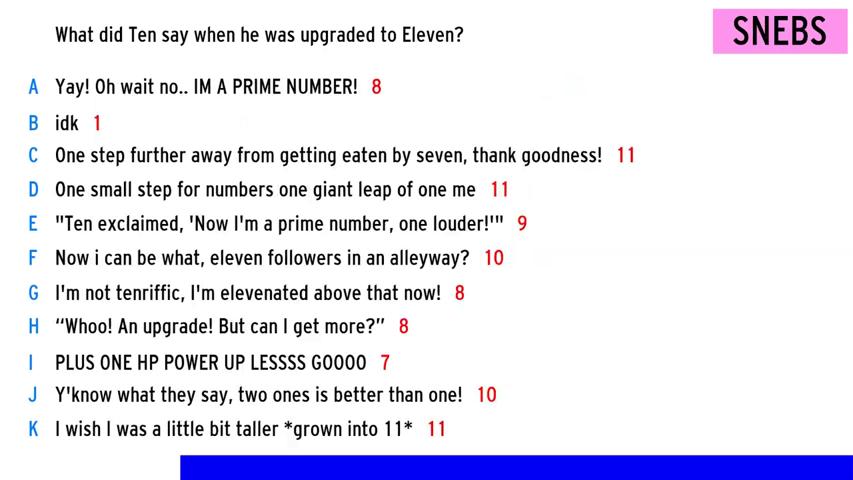 What did Ten say when he was upgraded to Eleven?
SNEBS
A Yay! Oh wait no.. IM A PRIME NUMBER! 8
B idk 1
C One step further away from getting eaten by seven, thank goodness! 11
D One small step for numbers one giant leap of one me 11
E "Ten exclaimed, 'Now I'm a prime number, one louder!'" 9
F Now i can be what, eleven followers in an alleyway? 10
G I'm not tenriffic, I'm elevenated above that now! 8
H “Whoo! An upgrade! But can I get more?” 8
I PLUS ONE HP POWER UP LESSSS GOOOO 7
J Y'know what they say, two ones is better than one! 10
K I wish I was a little bit taller *grown into 11* 11